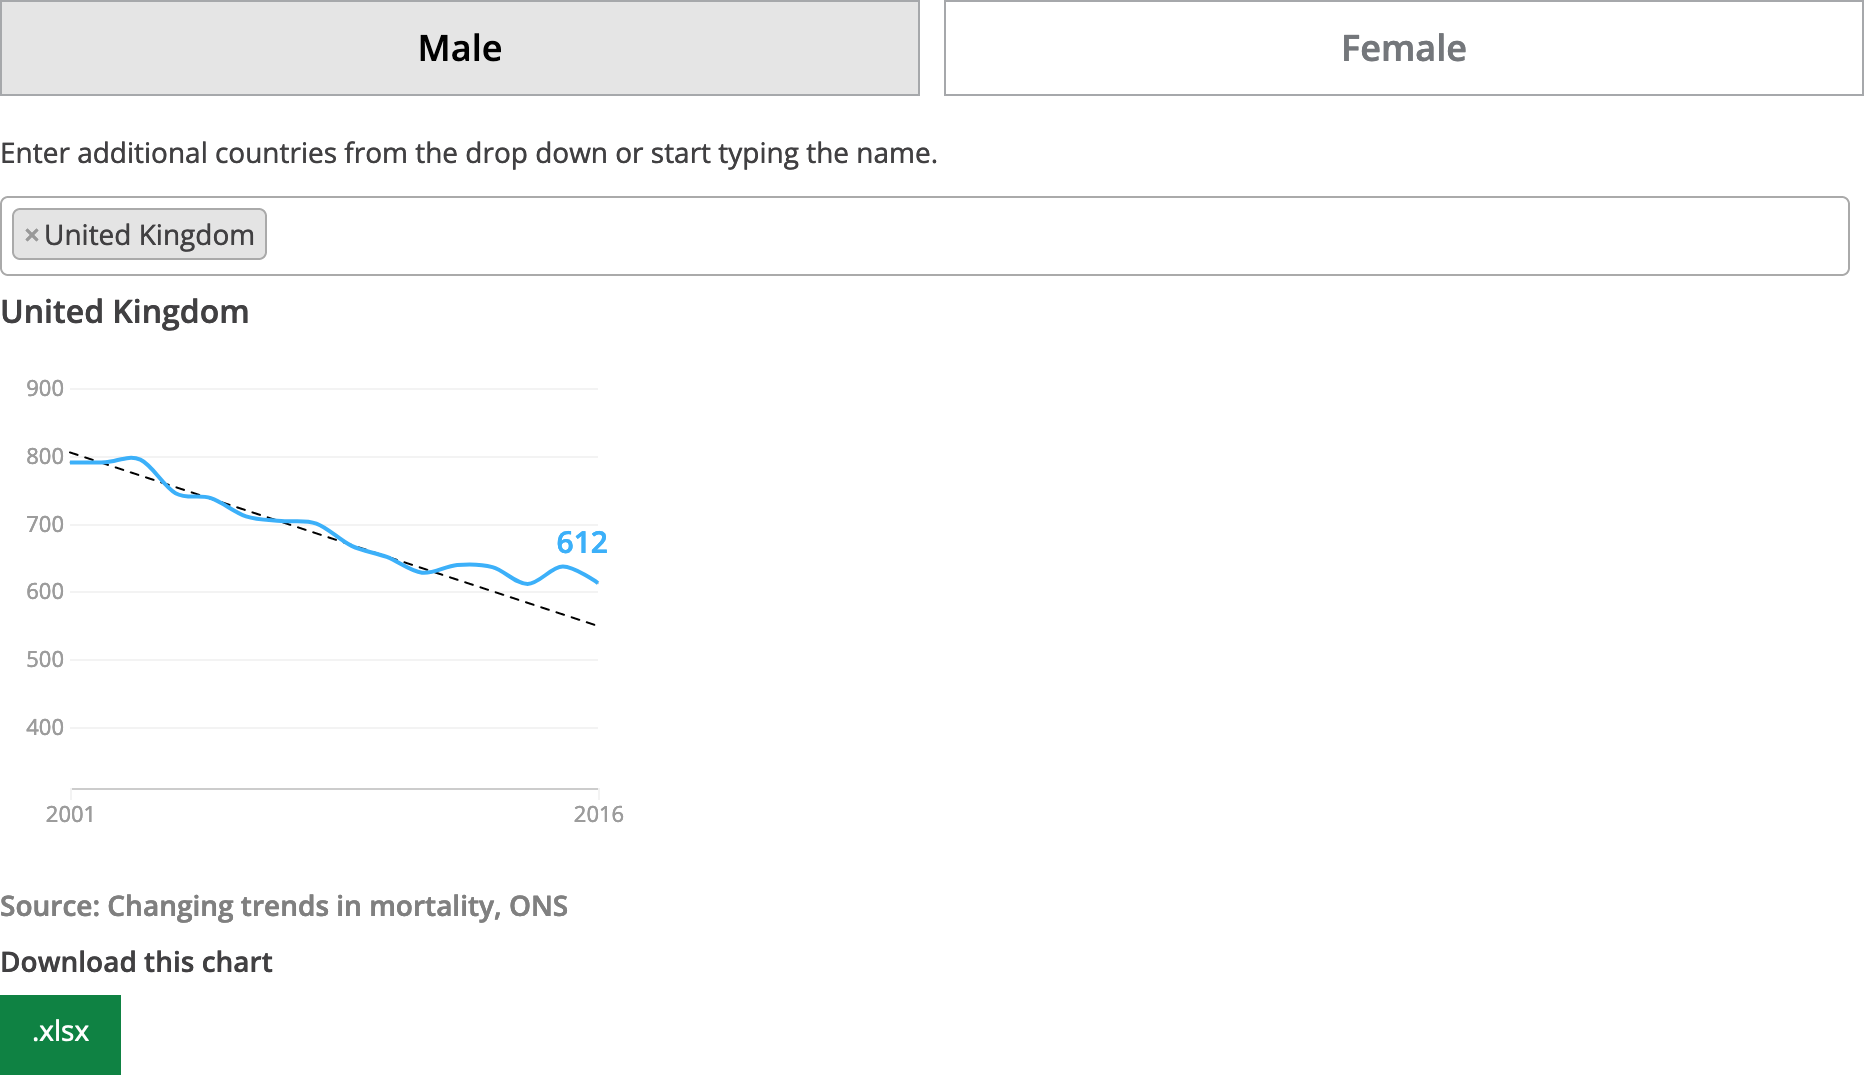 Male
Female
Enter additional countries from the drop down or start typing the name.
× United Kingdom
United Kingdom
900
800
700
612
600
500
400
2001
2016
Source: Changing trends in mortality, ONS
Download this chart
.xlsx